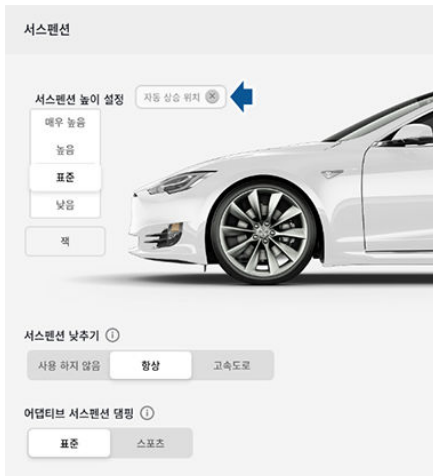 서스펜션
서스펜션 높이 설정 자동 상승 위치
매우 높음
높음
표준
낮음
잭
서스펜션 낮추기
사용 하지 않음 항상 고속도로
어댑티브 서스펜션 댐핑
표준 스포츠